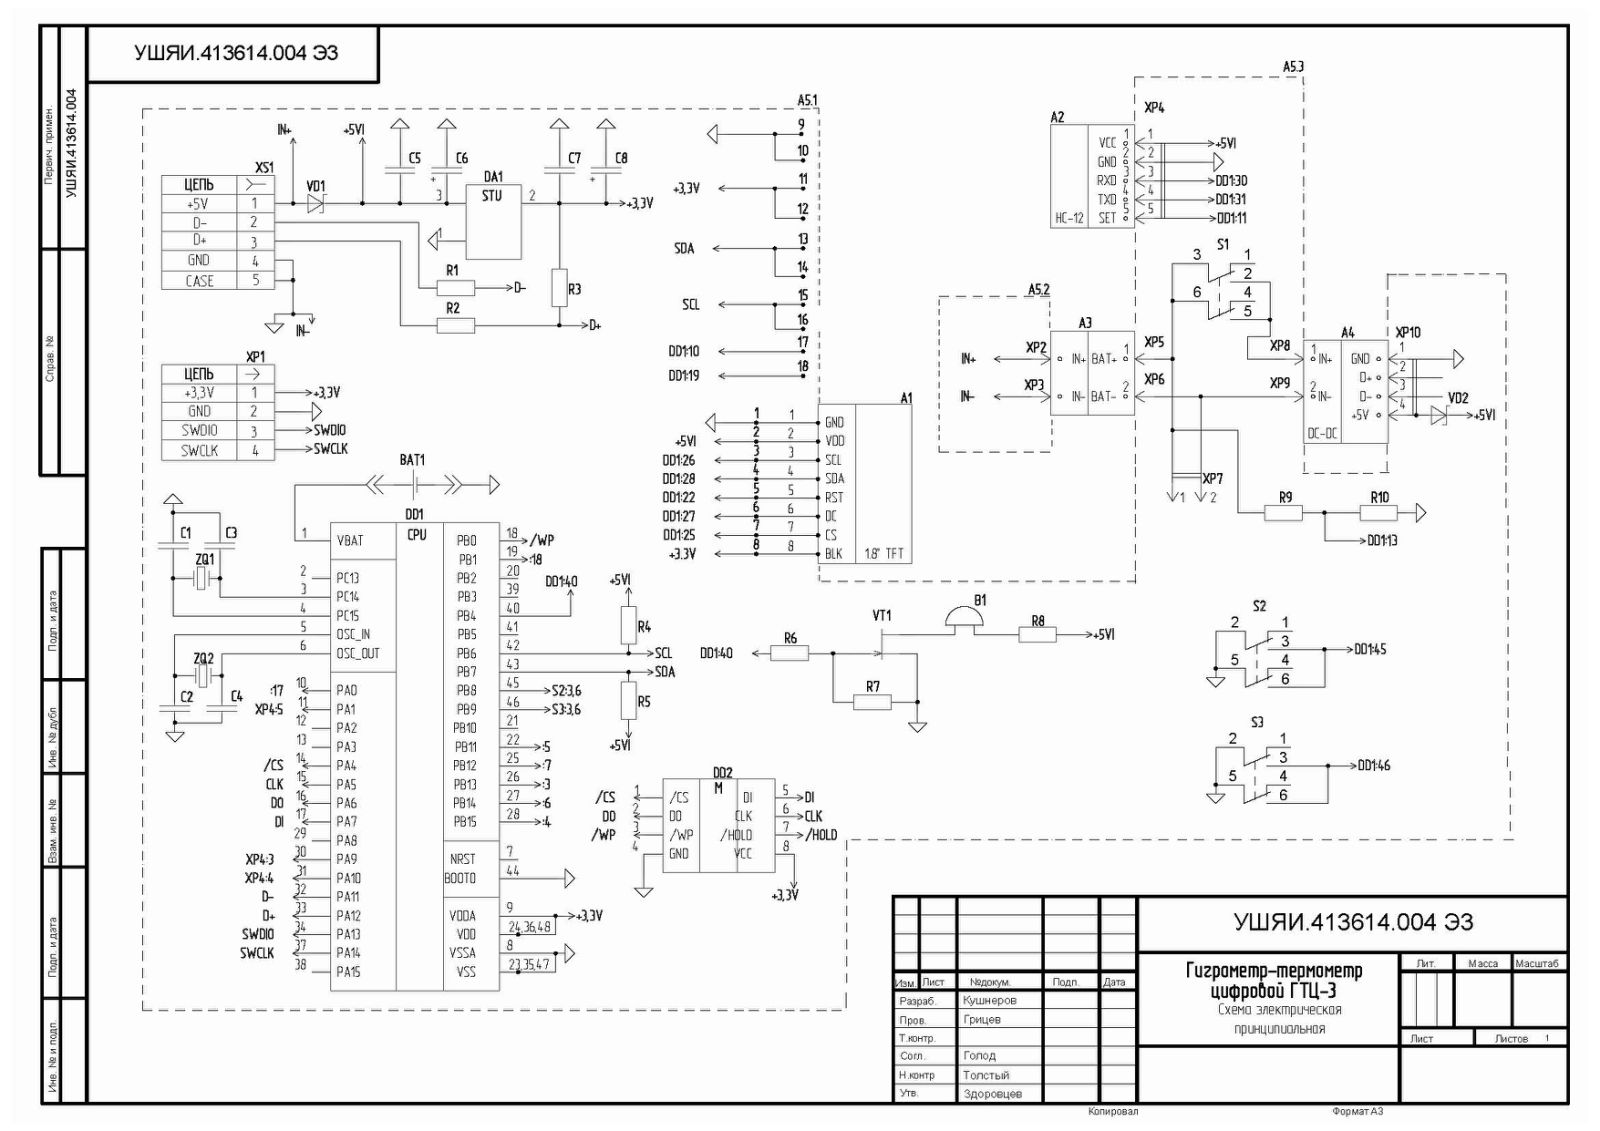 УШЯИ.413614.004 ЭЗ
Первич. примен.
УШЯИ.413614.004
Справ. №
Подп. и дата
Инв. № дубл
Взам. инв. №
Подп. и дата
Инв. № и подп.
A5.1
IN+
+5VI
XS1
ЦЕПЬ
+5V 1
D- 2
D+ 3
GND 4
CASE 5
VD1
C5
C6
+
DA1
STU
3
2
1
C7
C8
+
+3,3V
R1
D-
R2
D+
R3
IN-
XP1
ЦЕПЬ
+3,3V 1 +3,3V
GND 2
SWDIO 3 SWDIO
SWCLK 4 SWCLK
BAT1
9
10
+3,3V 11
12
SDA 13
14
SCL 15
16
DD1:10 17
DD1:19 18
A1
1 1 GND
+5VI 2 2 VDD
DD1:26 3 3 SCL
DD1:28 4 4 SDA
DD1:22 5 5 RST
DD1:27 6 6 DC
DD1:25 7 7 CS
+3.3V 8 8 BLK
1.8" TFT
A5.3
A2
XP4
HC-12
VCC 1 1 +5VI
GND 2 2
RXD 3 3 DD1:30
TXD 4 4 DD1:31
SET 5 5 DD1:11
S1
3 1
2
6 4
5
A5.2
A3
IN+ XP2 IN+ BAT+ 1 XP5
IN- XP3 IN- BAT- 2 XP6
XP8
XP9
A4
XP10
1 IN+
2 IN-
DC-DC
GND 1
D+ 2
D- 3
+5V 4
VD2
+5VI
XP7
1 2
R9
R10
DD1:13
DD1
CPU
C1
C3
ZQ1
ZQ2
C2
C4
1 VBAT
2 PC13
3 PC14
4 PC15
5 OSC_IN
6 OSC_OUT
:17 10 PA0
XP4:5 11 PA1
12 PA2
13 PA3
/CS 14 PA4
CLK 15 PA5
DO 16 PA6
DI 17 PA7
29 PA8
XP4:3 30 PA9
XP4:4 31 PA10
D- 32 PA11
D+ 33 PA12
SWDIO 34 PA13
SWCLK 37 PA14
38 PA15
PB0 18 /WP
PB1 19 :18
PB2 20
PB3 39
PB4 40 DD1:40
PB5 41
PB6 42 SCL
PB7 43 SDA
PB8 45 S2:3,6
PB9 46 S3:3,6
PB10 21
PB11 22 :5
PB12 25 :7
PB13 26 :3
PB14 27 :6
PB15 28 :4
NRST 7
BOOT0 44
VDDA 9 +3,3V
VDD 24,36,48
VSSA 8
VSS 23,35,47
+5VI
R4
R5
+5VI
DD1:40
R6
VT1
R7
B1
R8
+5VI
DD2
M
/CS 1 /CS
DO 2 DO
/WP 3 /WP
4 GND
DI 5 DI
CLK 6 CLK
/HOLD 7 /HOLD
VCC 8
+3,3V
S2
2 1
3
5 4
6
DD1:45
S3
2 1
3
5 4
6
DD1:46
УШЯИ.413614.004 ЭЗ
Гигрометр-термометр
цифровой ГТЦ-3
Схема электрическая
принципиальная
Лит. Масса Масштаб
Лист Листов 1
Изм. Лист №докум. Подп. Дата
Разраб. Кушнеров
Пров. Грицев
Т.контр.
Согл. Голод
Н.контр Толстый
Утв. Здоровцев
Копировал Формат А3